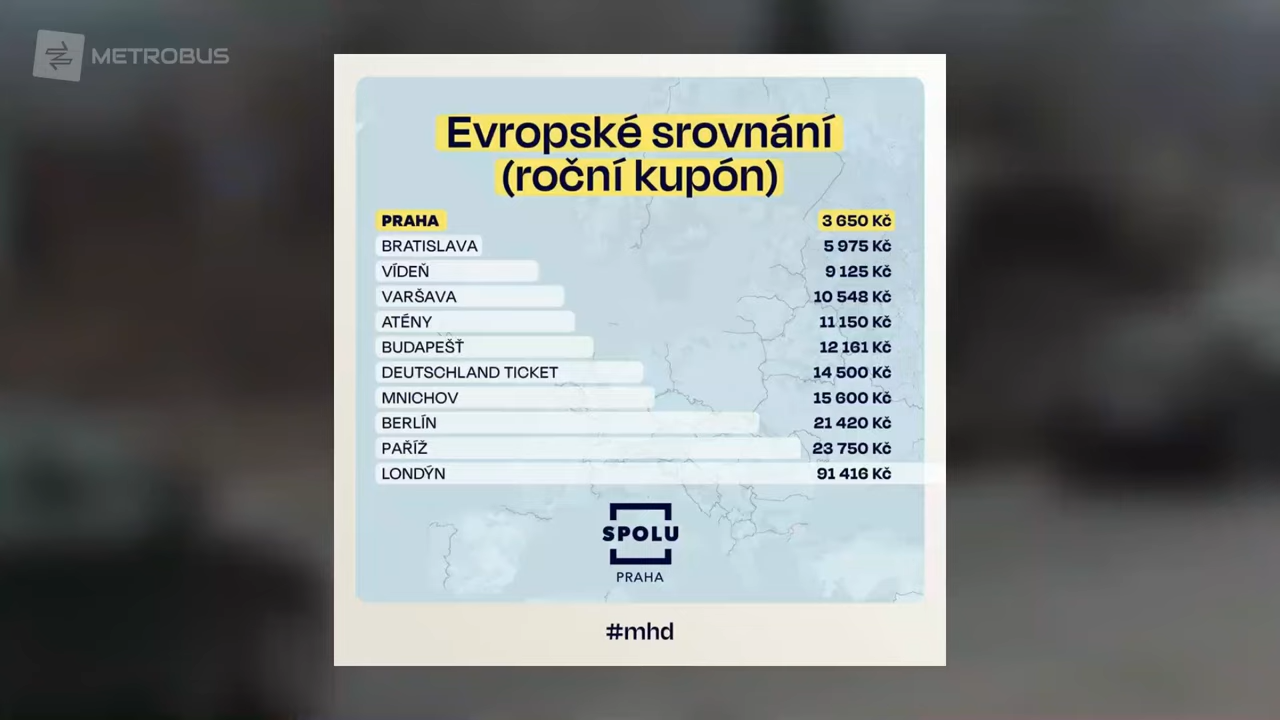 METROBUS
Evropské srovnání
(roční kupón)
PRAHA 3 650 Kč
BRATISLAVA 5 975 Kč
VÍDEŇ 9 125 Kč
VARŠAVA 10 548 Kč
ATÉNY 11 150 Kč
BUDAPEŠŤ 12 161 Kč
DEUTSCHLAND TICKET 14 500 Kč
MNICHOV 15 600 Kč
BERLÍN 21 420 Kč
PAŘÍŽ 23 750 Kč
LONDÝN 91 416 Kč
SPOLU
PRAHA
#mhd